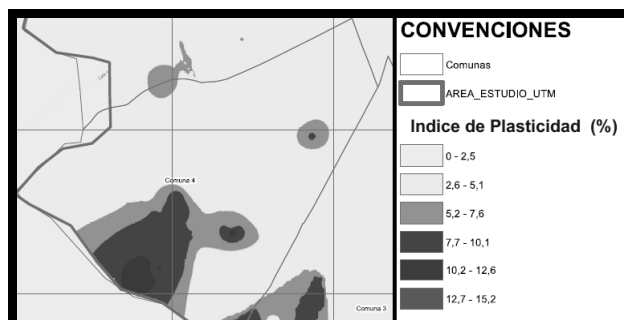 CONVENCIONES
Comunas
AREA_ESTUDIO_UTM
Indice de Plasticidad (%)
0 - 2,5
2,6 - 5,1
5,2 - 7,6
7,7 - 10,1
10,2 - 12,6
12,7 - 15,2
Comuna 4
Comuna 3